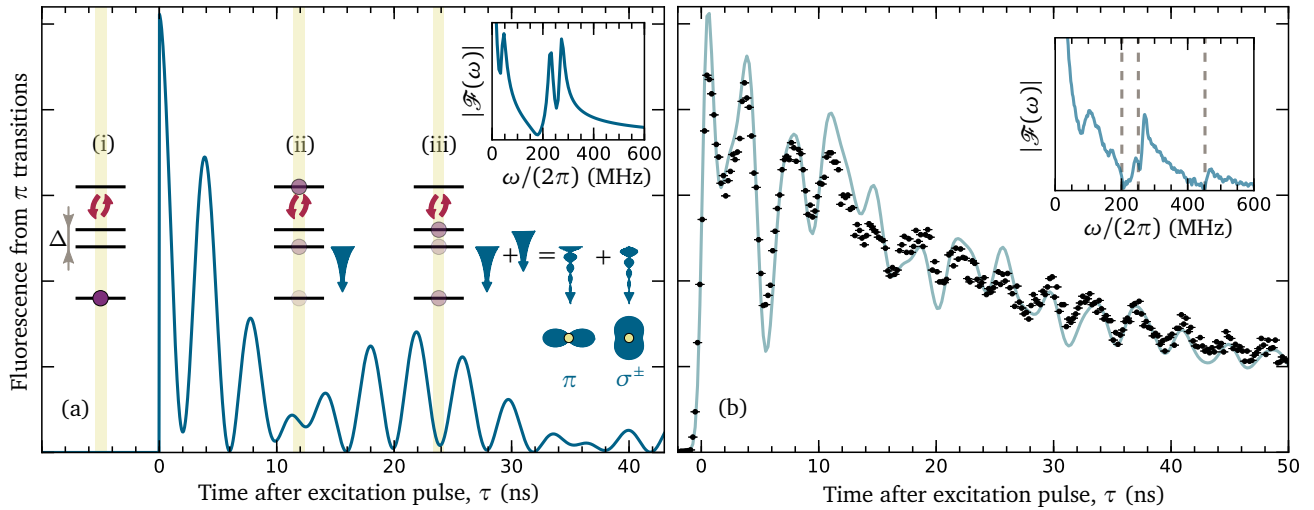 Fluorescence from π transitions
(i)
(ii)
(iii)
Δ
+
=
+
π
σ±
(a)
0
10
20
30
40
Time after excitation pulse, τ (ns)
|ℱ(ω)|
0
200
400
600
ω/(2π) (MHz)
(b)
0
10
20
30
40
50
Time after excitation pulse, τ (ns)
|ℱ(ω)|
0
200
400
600
ω/(2π) (MHz)